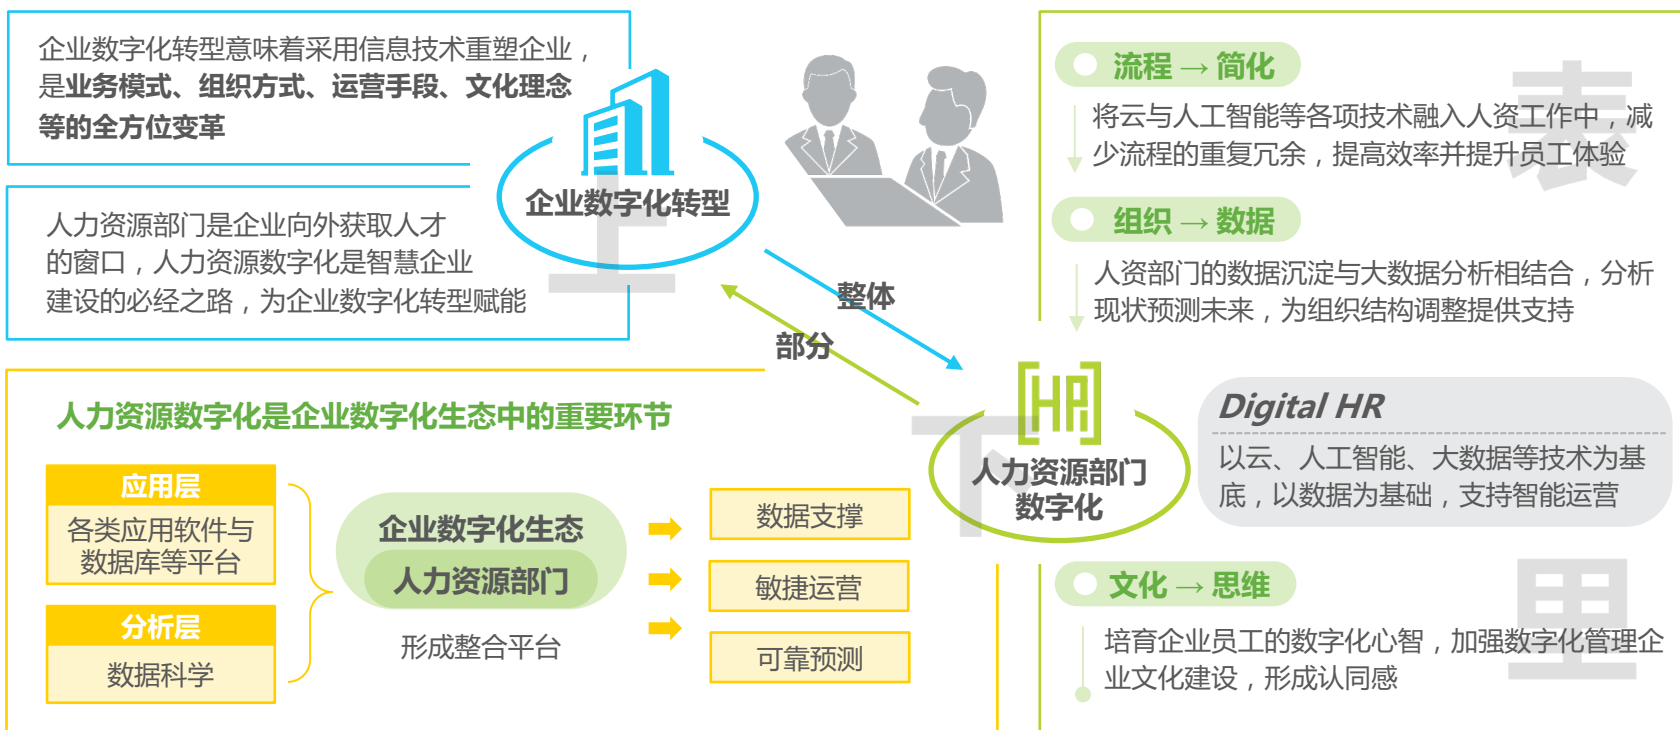 企业数字化转型意味着采用信息技术重塑企业，
是业务模式、组织方式、运营手段、文化理念
等的全方位变革
人力资源部门是企业向外获取人才
的窗口，人力资源数字化是智慧企业
建设的必经之路，为企业数字化转型赋能
上
企业数字化转型
整体
部分
表
流程→简化
将云与人工智能等各项技术融入人资工作中，减
少流程的重复冗余，提高效率并提升员工体验
组织→数据
人资部门的数据沉淀与大数据分析相结合，分析
现状预测未来，为组织结构调整提供支持
HR
下
人力资源部门
数字化
Digital HR
以云、人工智能、大数据等技术为基
底，以数据为基础，支持智能运营
里
文化→思维
培育企业员工的数字化心智，加强数字化管理企
业文化建设，形成认同感
人力资源数字化是企业数字化生态中的重要环节
应用层
各类应用软件与
数据库等平台
分析层
数据科学
企业数字化生态
人力资源部门
形成整合平台
数据支撑
敏捷运营
可靠预测